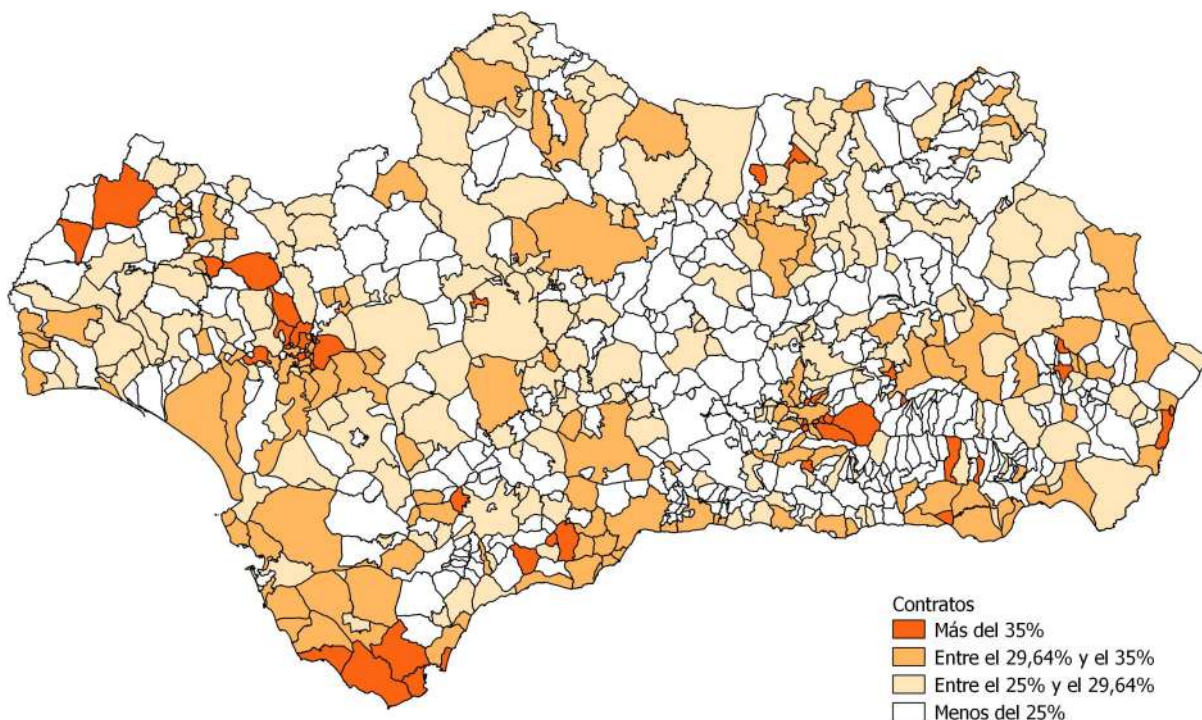 Contratos
Más del 35%
Entre el 29,64% y el 35%
Entre el 25% y el 29,64%
Menos del 25%